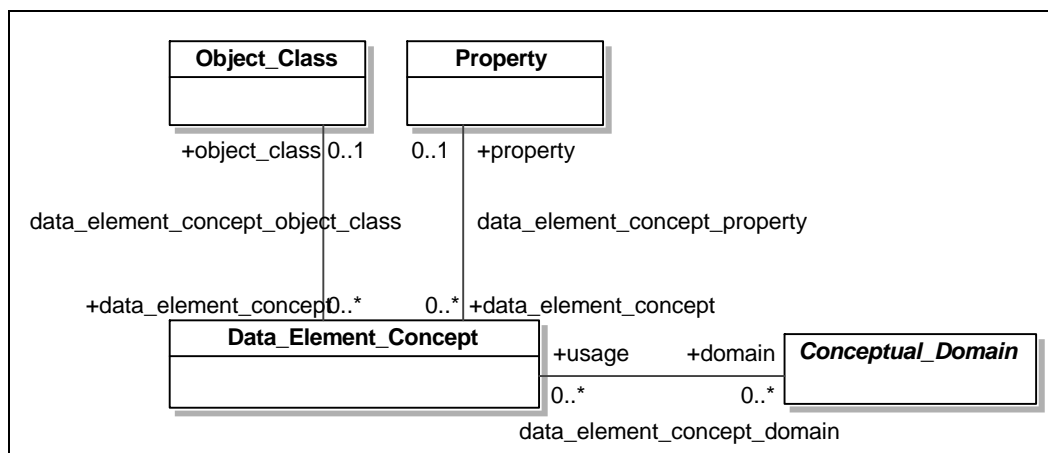 Object_Class Property
+object_class 0..1 0..1 +property
data_element_concept_object_class data_element_concept_property
+data_element_concept 0..* 0..* +data_element_concept
Data_Element_Concept
+usage +domain Conceptual_Domain
0..* 0..*
data_element_concept_domain